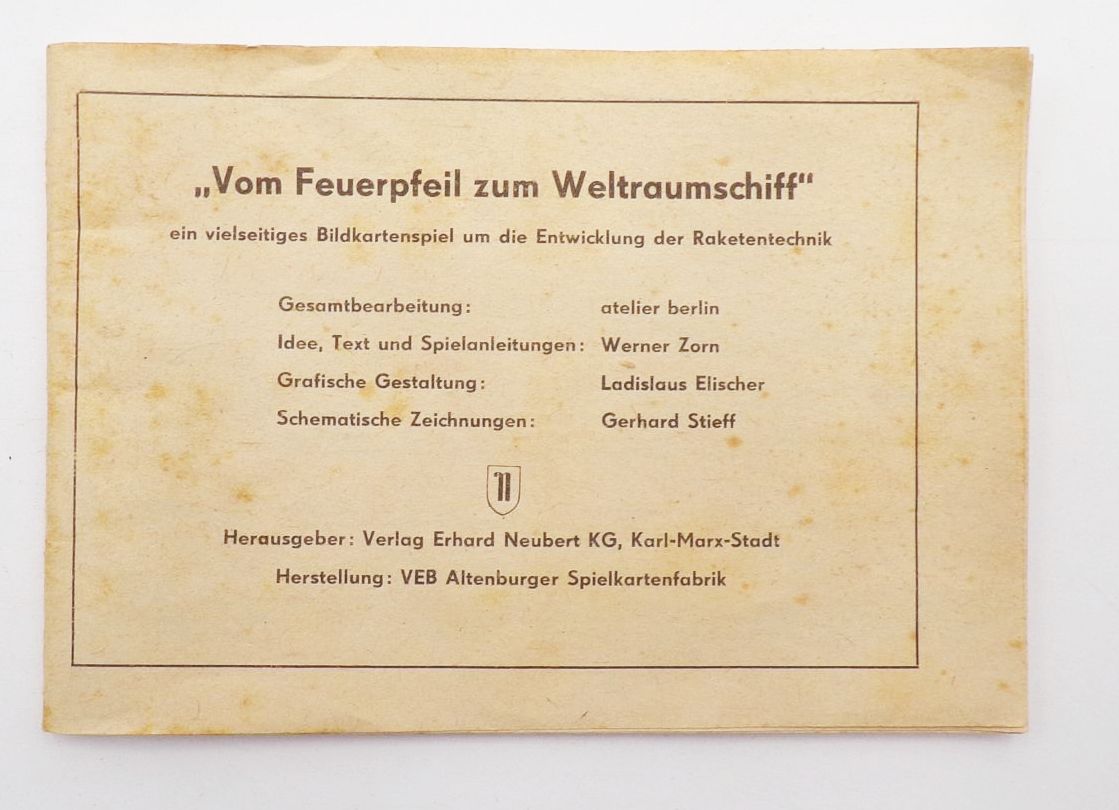 „Vom Feuerpfeil zum Weltraumschiff“
ein vielseitiges Bildkartenspiel um die Entwicklung der Raketentechnik
Gesamtbearbeitung: atelier berlin
Idee, Text und Spielanleitungen: Werner Zorn
Grafische Gestaltung: Ladislaus Elischer
Schematische Zeichnungen: Gerhard Stieff
n
Herausgeber: Verlag Erhard Neubert KG, Karl-Marx-Stadt
Herstellung: VEB Altenburger Spielkartenfabrik